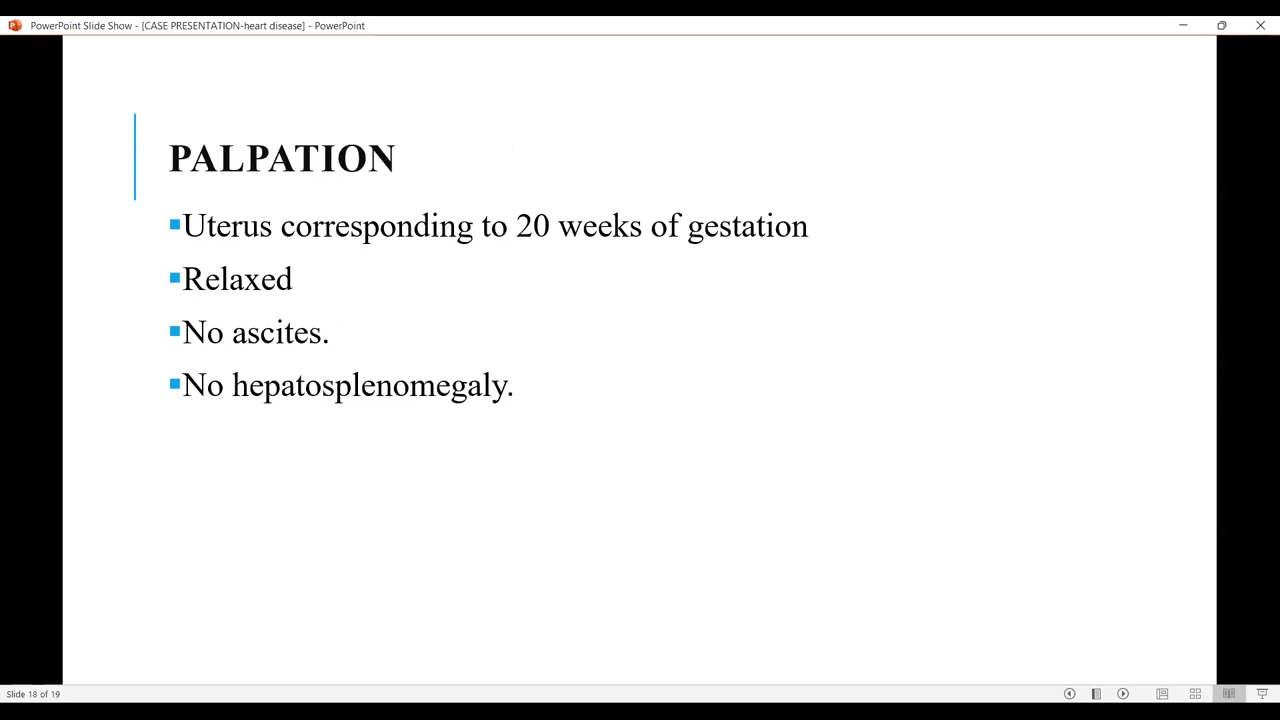 PowerPoint Slide Show - [CASE PRESENTATION-heart disease] - PowerPoint
PALPATION
Uterus corresponding to 20 weeks of gestation
Relaxed
No ascites.
No hepatosplenomegaly.
Slide 18 of 19